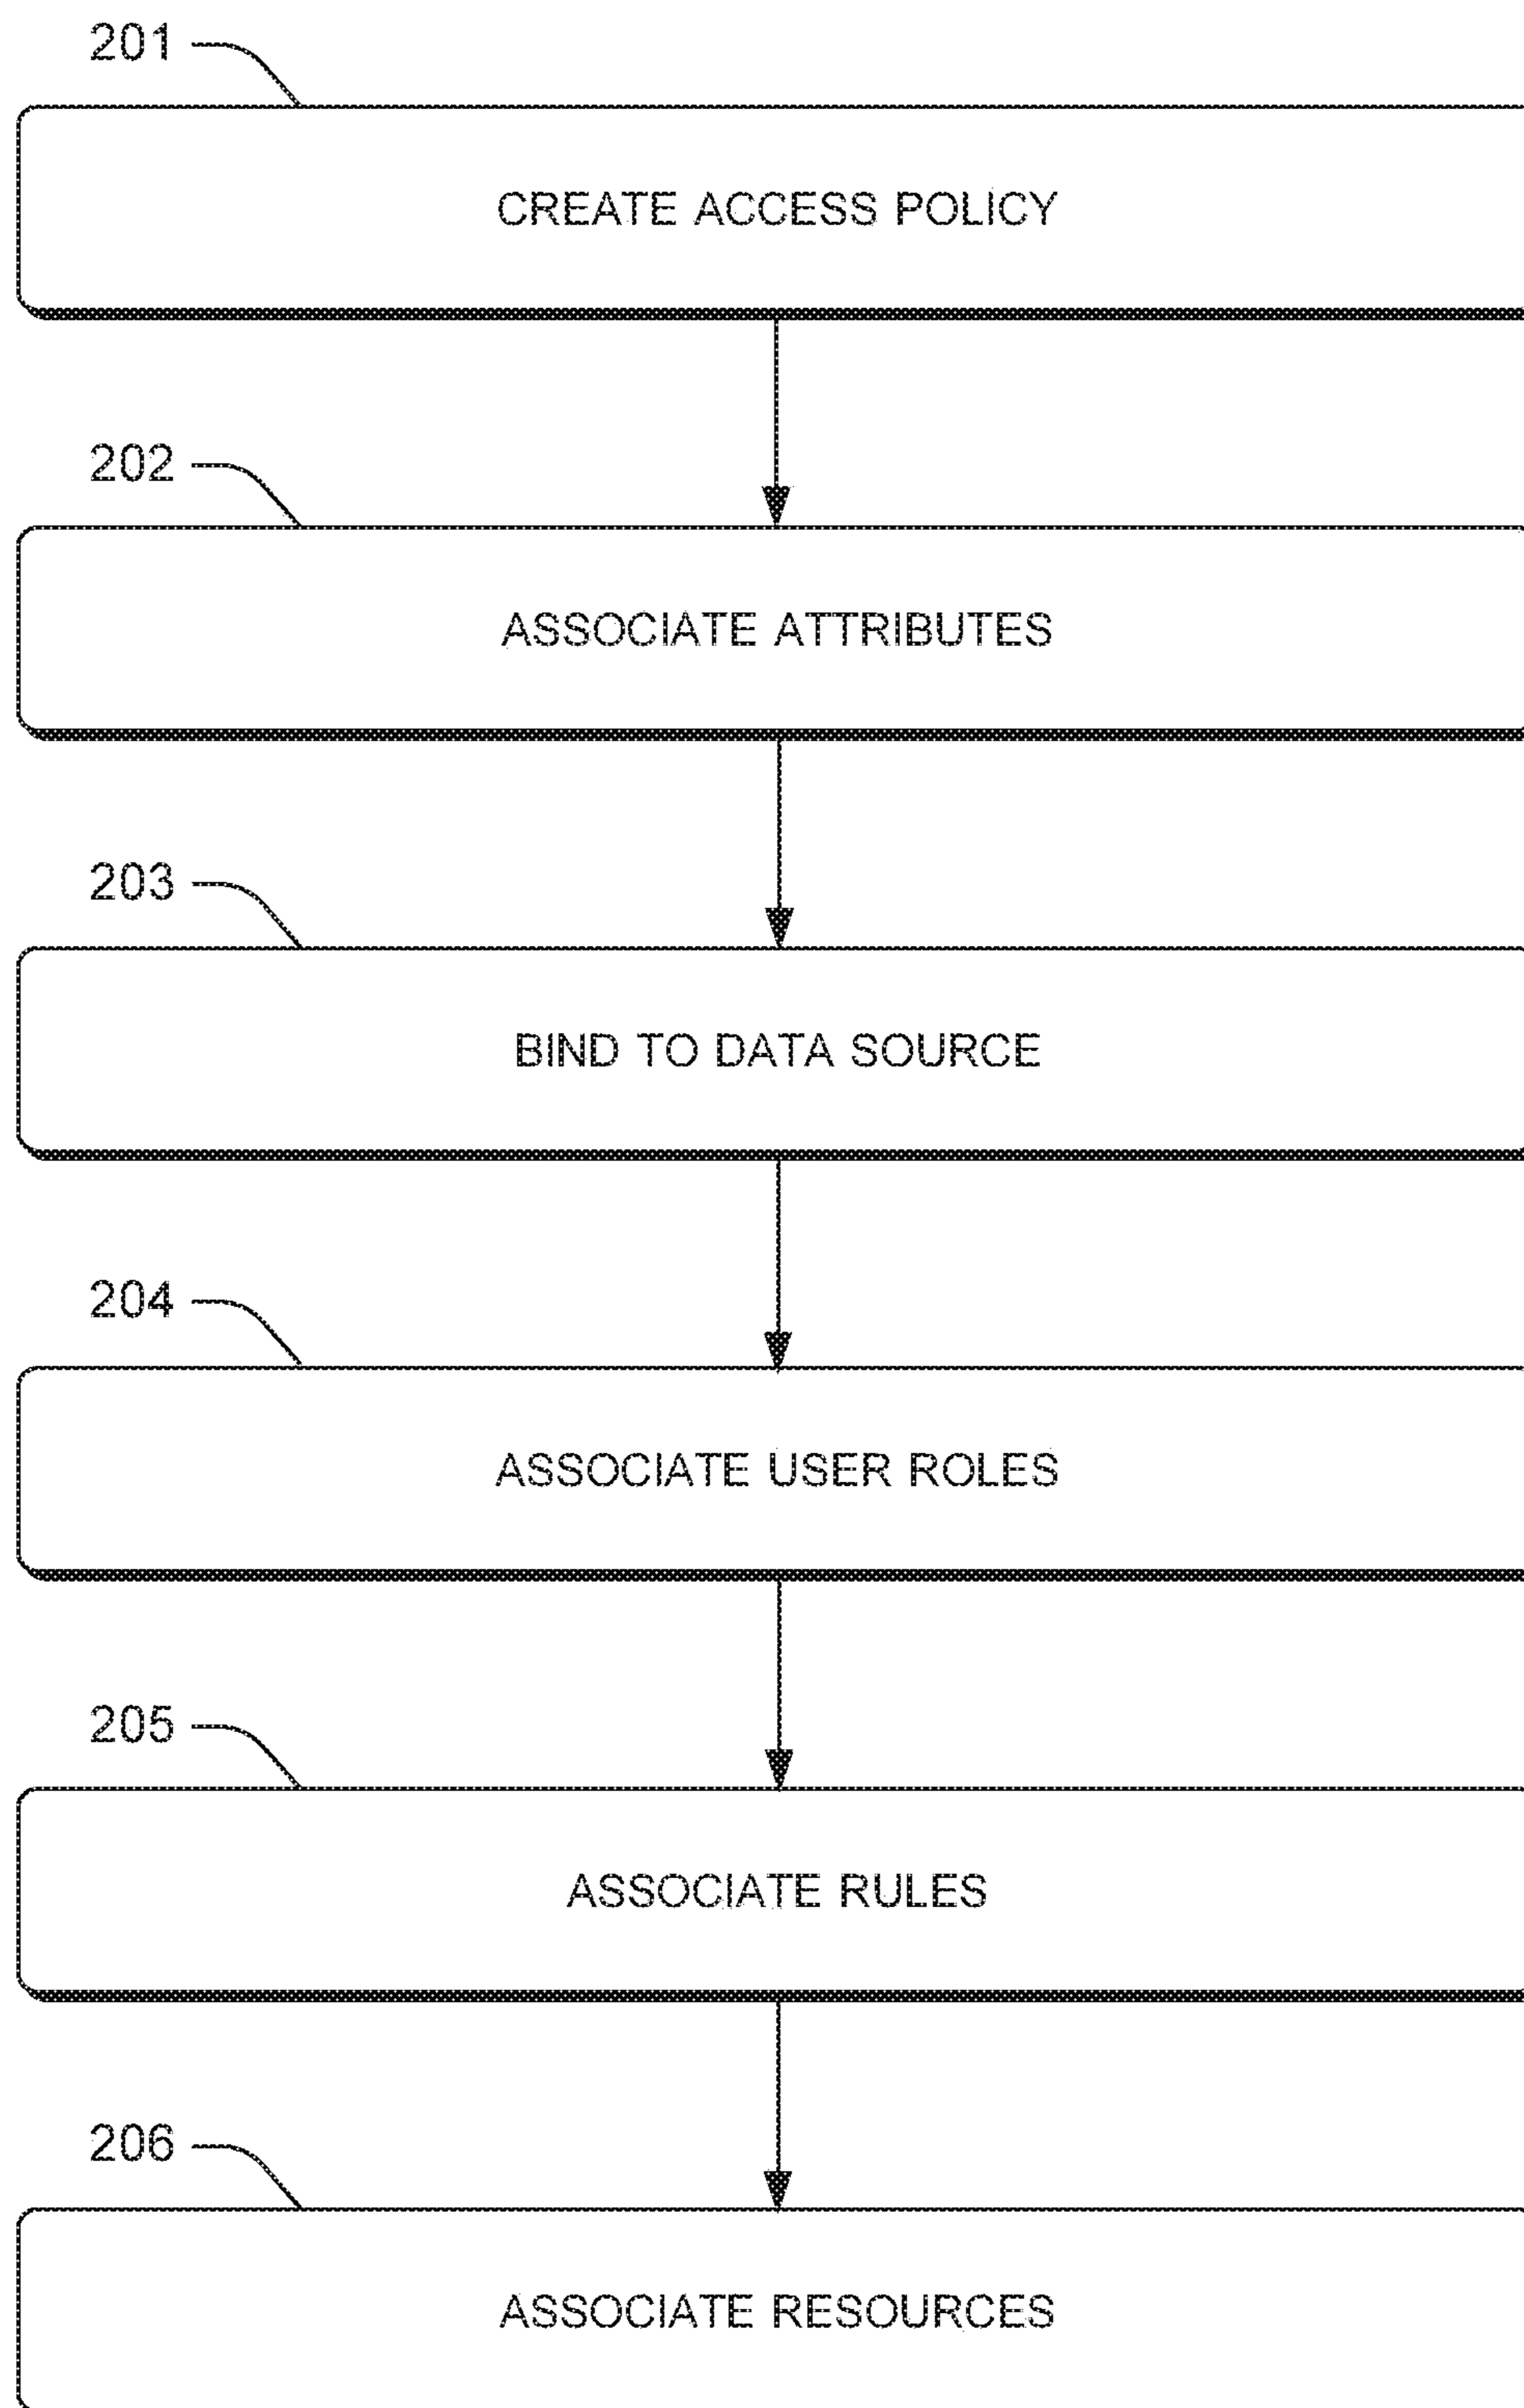 201
CREATE ACCESS POLICY
202
ASSOCIATE ATTRIBUTES
203
BIND TO DATA SOURCE
204
ASSOCIATE USER ROLES
205
ASSOCIATE RULES
206
ASSOCIATE RESOURCES